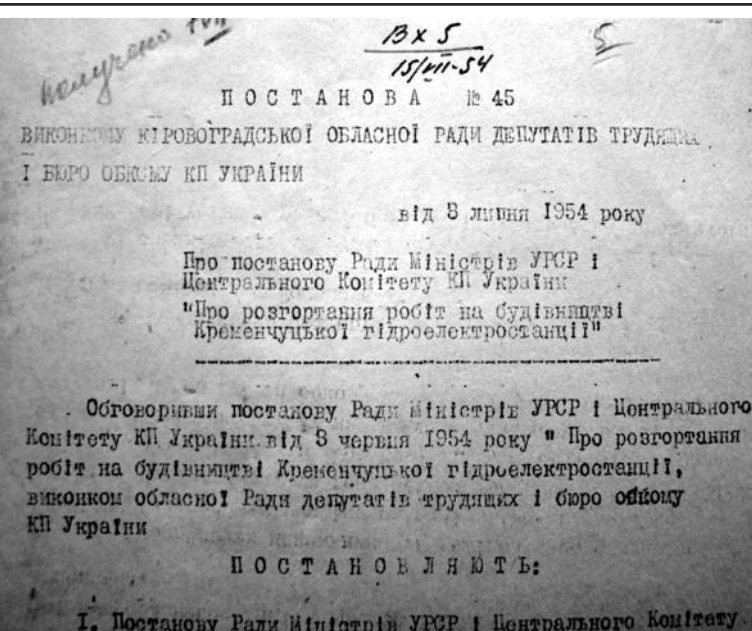 получено
Вх 5
15/VII-54
5
ПОСТАНОВА № 45
ВИКОНКОМУ КІРОВОГРАДСЬКОЇ ОБЛАСНОЇ РАДИ ДЕПУТАТІВ ТРУДЯЩИХ
І БЮРО ОБКОМУ КП УКРАЇНИ
від 8 липня 1954 року
Про постанову Ради Міністрів УРСР і
Центрального Комітету КП України
"Про розгортання робіт на будівництві
Кременчуцької гідроелектростанції"
Обговоривши постанову Ради Міністрів УРСР і Центрального
Комітету КП України від 8 червня 1954 року " Про розгортання
робіт на будівництві Кременчуцької гідроелектростанції,
виконком обласної Ради депутатів трудящих і бюро обкому
КП України
ПОСТАНОВЛЯЮТЬ:
І. Постанову Ради Міністрів УРСР і Центрального Комітету